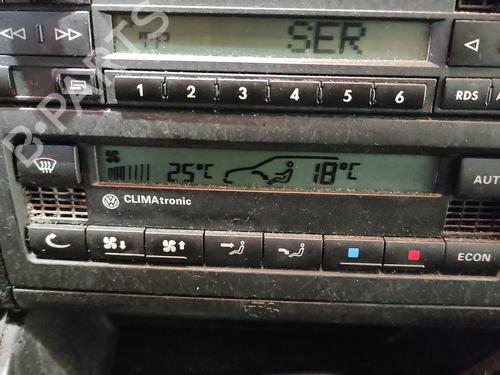 SER
1 2 3 4 5 6 RDS
25°C 18°C AUT
CLIMAtronic
ECON
B-PARTS